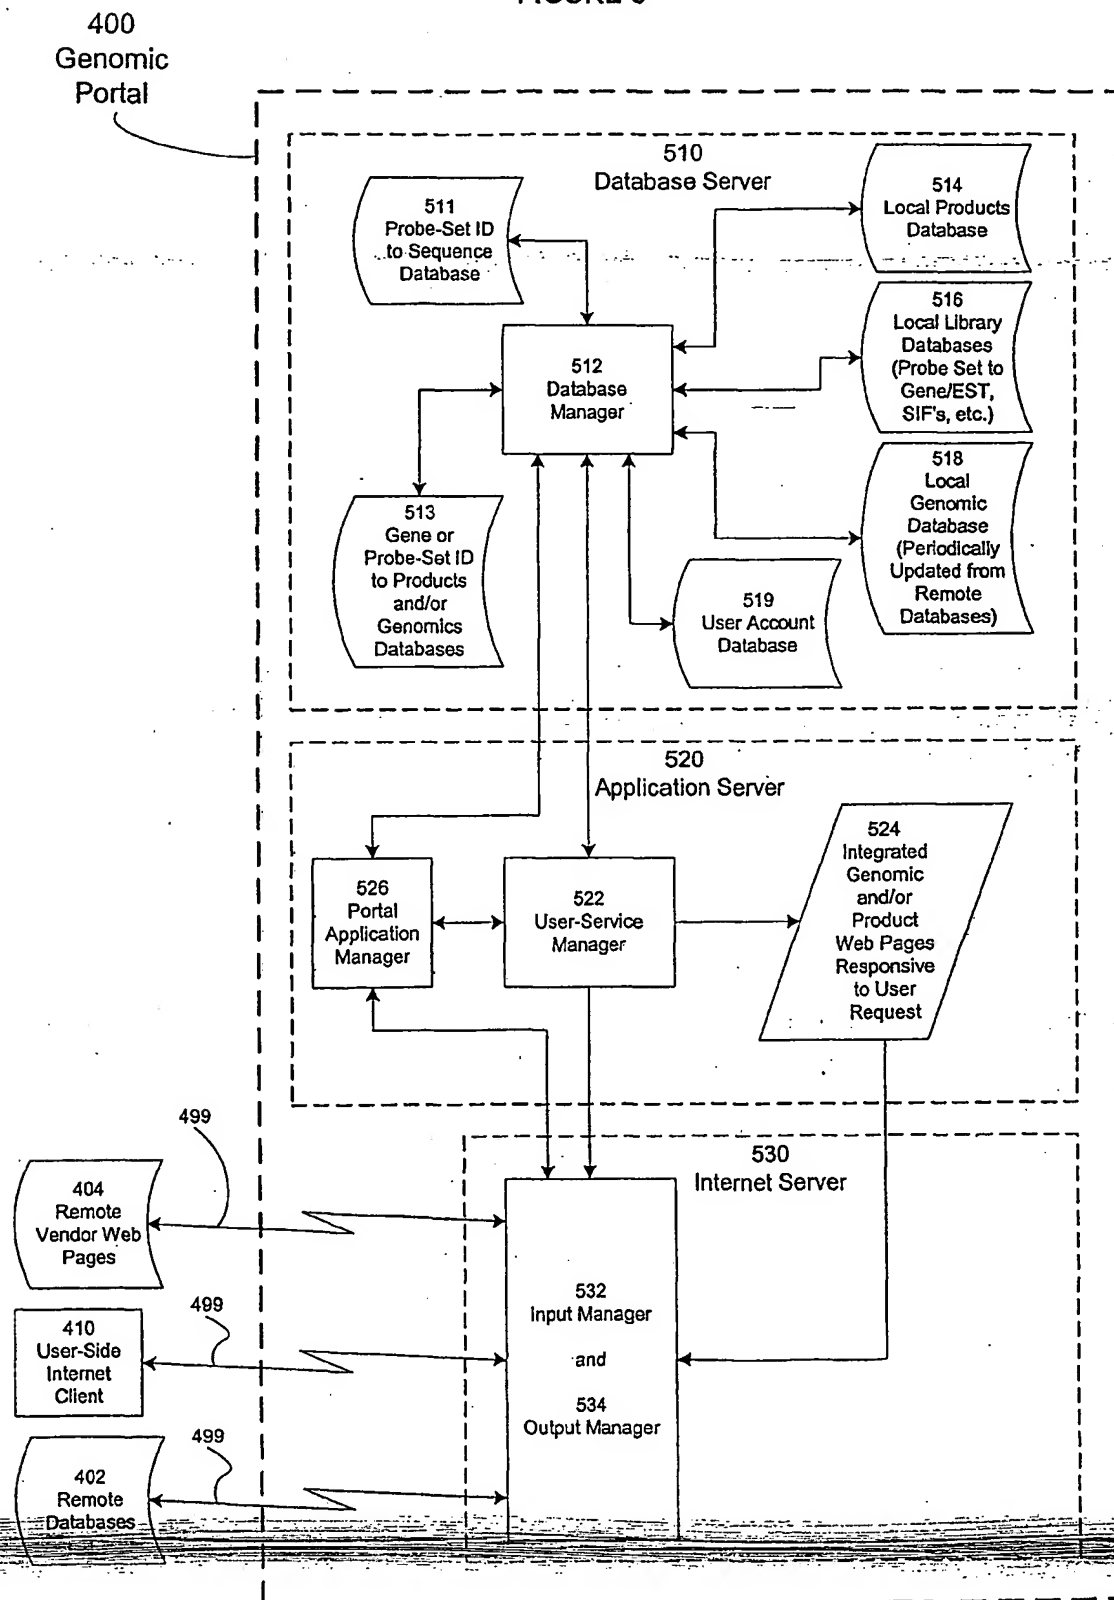 400
Genomic
Portal
510
Database Server
511
Probe-Set ID
to Sequence
Database
514
Local Products
Database
516
Local Library
Databases
(Probe Set to
Gene/EST,
SIF's, etc.)
512
Database
Manager
518
Local
Genomic
Database
(Periodically
Updated from
Remote
Databases)
513
Gene or
Probe-Set ID
to Products
and/or
Genomics
Databases
519
User Account
Database
520
Application Server
526
Portal
Application
Manager
522
User-Service
Manager
524
Integrated
Genomic
and/or
Product
Web Pages
Responsive
to User
Request
530
Internet Server
499
404
Remote
Vendor Web
Pages
499
410
User-Side
Internet
Client
499
402
Remote
Databases
532
Input Manager
and
534
Output Manager